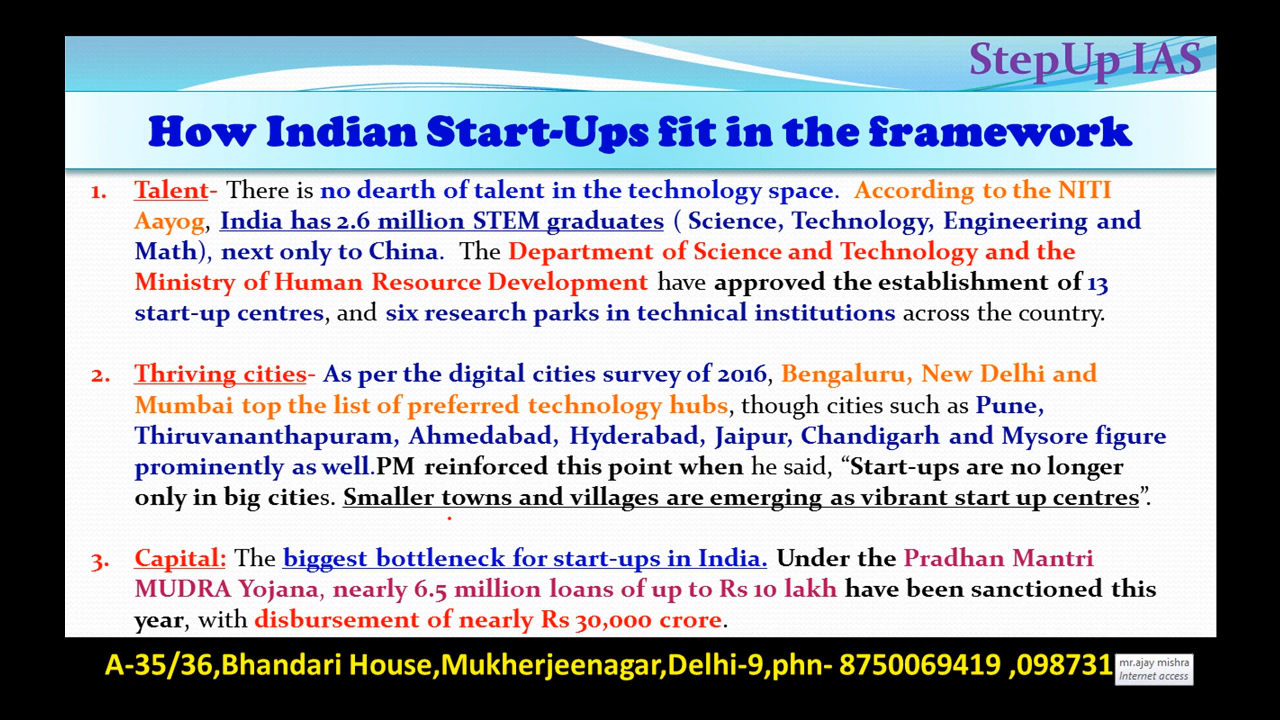 StepUp IAS
How Indian Start-Ups fit in the framework
1. Talent- There is no dearth of talent in the technology space. According to the NITI
Aayog, India has 2.6 million STEM graduates ( Science, Technology, Engineering and
Math), next only to China. The Department of Science and Technology and the
Ministry of Human Resource Development have approved the establishment of 13
start-up centres, and six research parks in technical institutions across the country.
2. Thriving cities- As per the digital cities survey of 2016, Bengaluru, New Delhi and
Mumbai top the list of preferred technology hubs, though cities such as Pune,
Thiruvananthapuram, Ahmedabad, Hyderabad, Jaipur, Chandigarh and Mysore figure
prominently as well.PM reinforced this point when he said, “Start-ups are no longer
only in big cities. Smaller towns and villages are emerging as vibrant start up centres”.
3. Capital: The biggest bottleneck for start-ups in India. Under the Pradhan Mantri
MUDRA Yojana, nearly 6.5 million loans of up to Rs 10 lakh have been sanctioned this
year, with disbursement of nearly Rs 30,000 crore.
A-35/36,Bhandari House,Mukherjeenagar,Delhi-9,phn- 8750069419 ,098731
mr.ajay mishra
Internet access